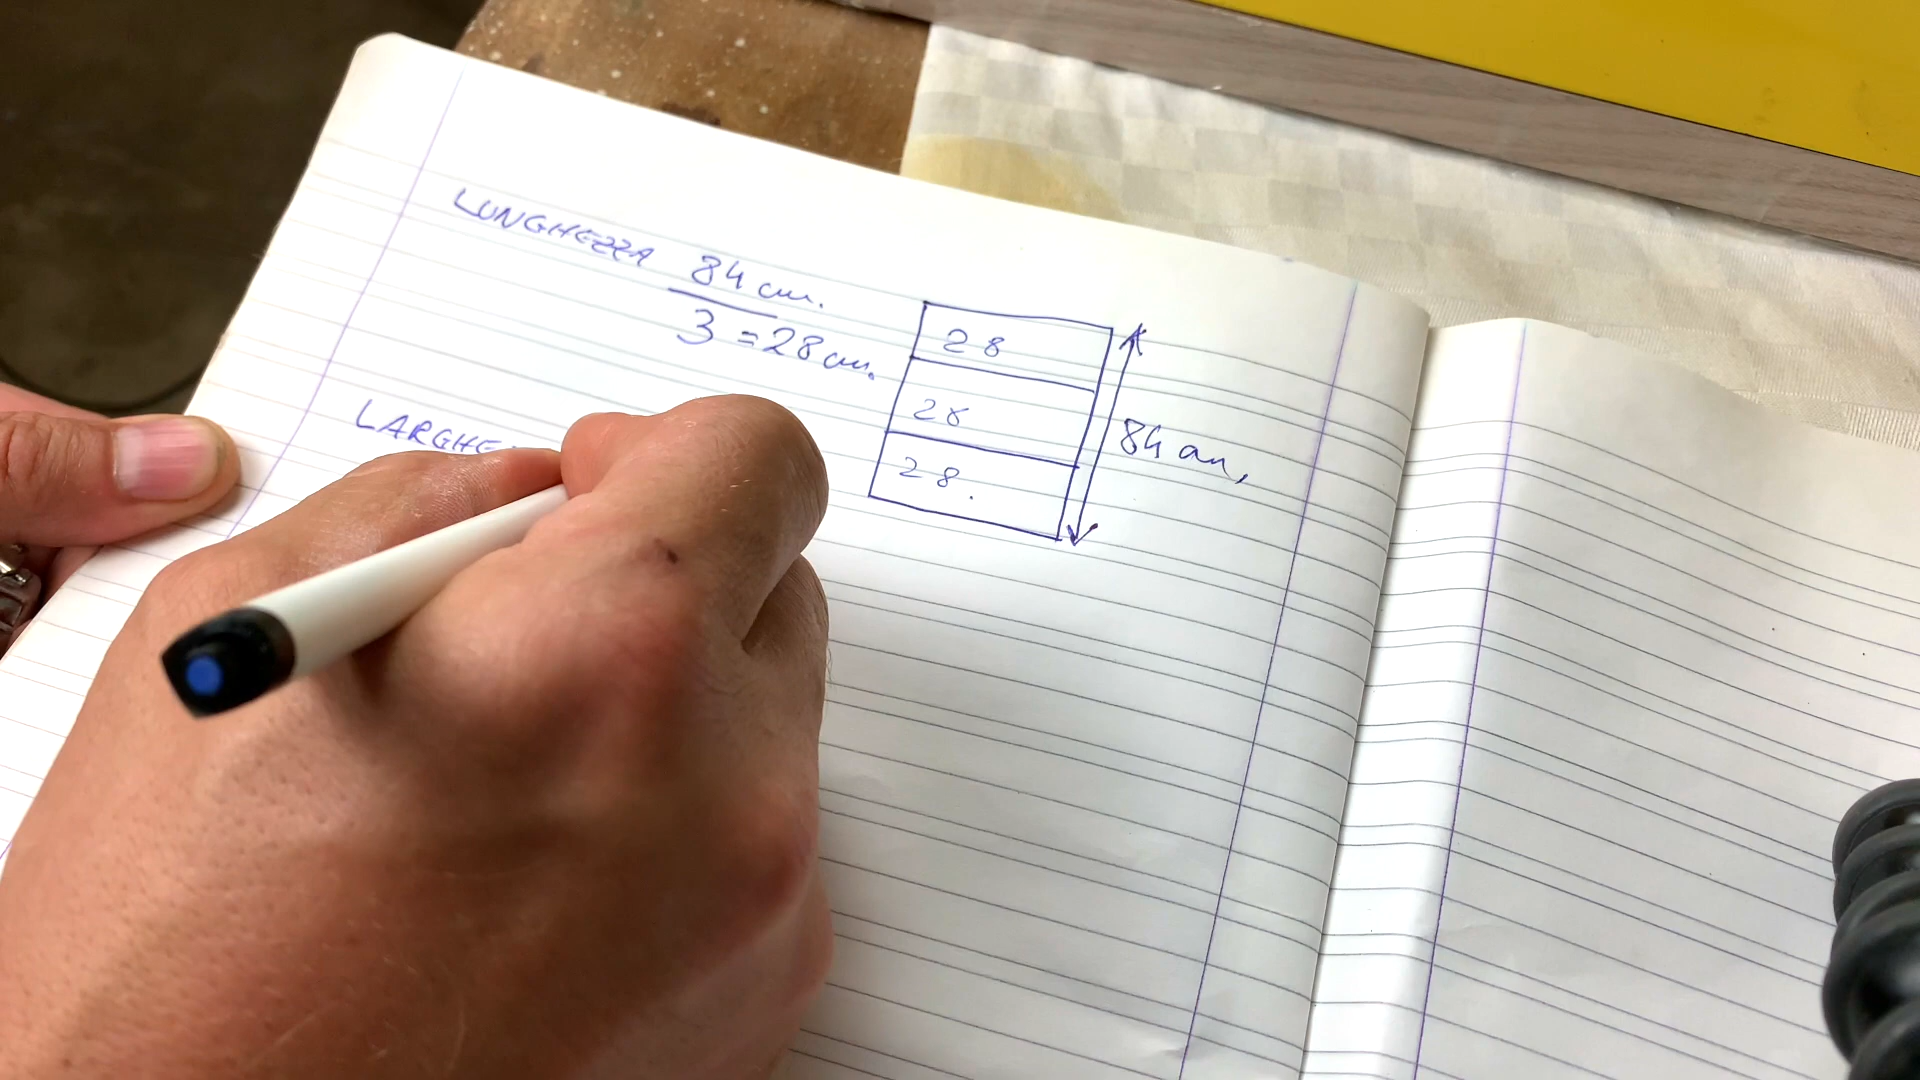 LUNGHEZZA 84 cm.
3 = 28 cm.
28
28
28.
84 cm,
LARGHE